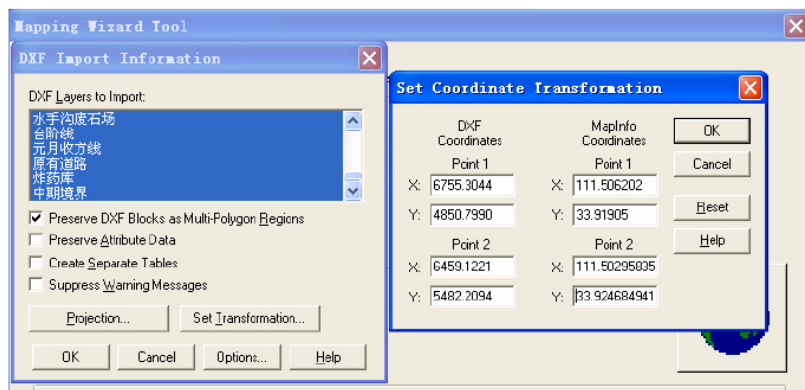 Mapping Wizard Tool
DXF Import Information
DXF Layers to Import:
水手沟废石场
台阶线
元月收方线
原有道路
炸药库
中期境界
Preserve DXF Blocks as Multi-Polygon Regions
Preserve Attribute Data
Create Separate Tables
Suppress Warning Messages
Projection...
Set Transformation...
OK
Cancel
Options...
Help
Set Coordinate Transformation
DXF Coordinates
MapInfo Coordinates
Point 1
Point 1
X: 6755.3044
X: 111.506202
Y: 4850.7990
Y: 33.91905
Point 2
Point 2
X: 6459.1221
X: 111.50295835
Y: 5482.2094
Y: 33.924684941
OK
Cancel
Reset
Help